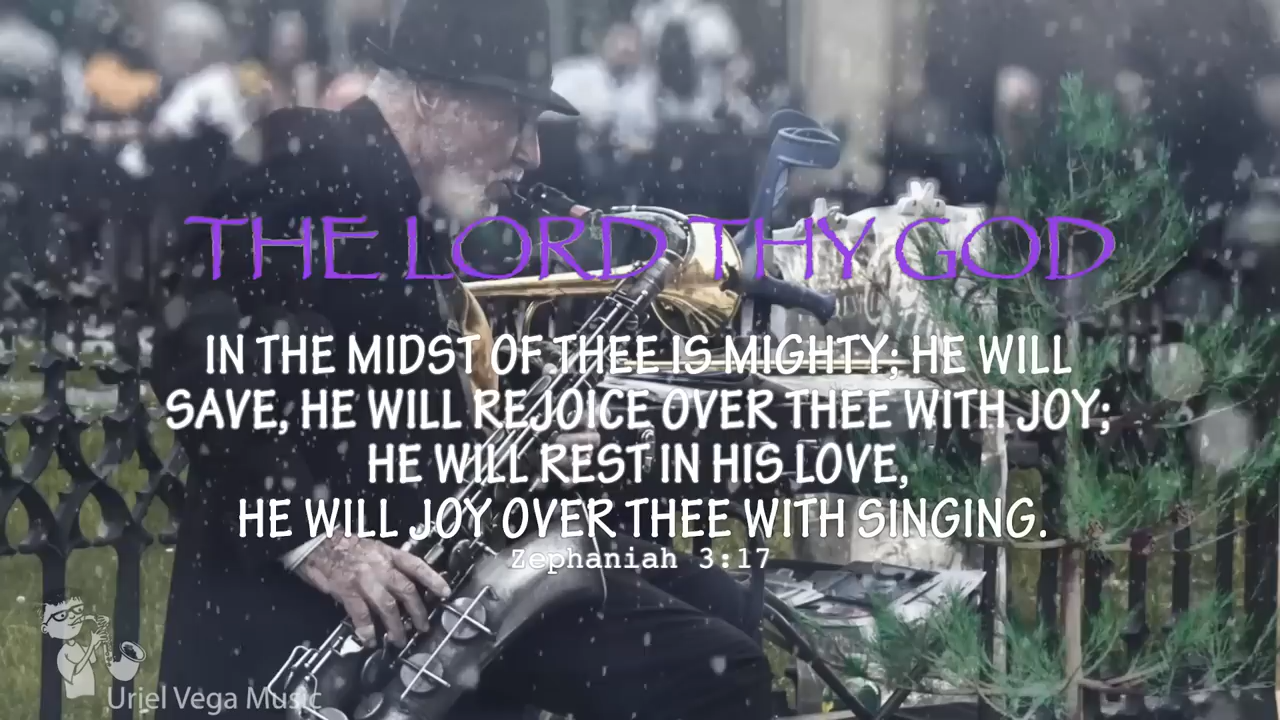 THE LORD THY GOD
IN THE MIDST OF THEE IS MIGHTY; HE WILL
SAVE, HE WILL REJOICE OVER THEE WITH JOY;
HE WILL REST IN HIS LOVE,
HE WILL JOY OVER THEE WITH SINGING.
Zephaniah 3:17
Uriel Vega Music